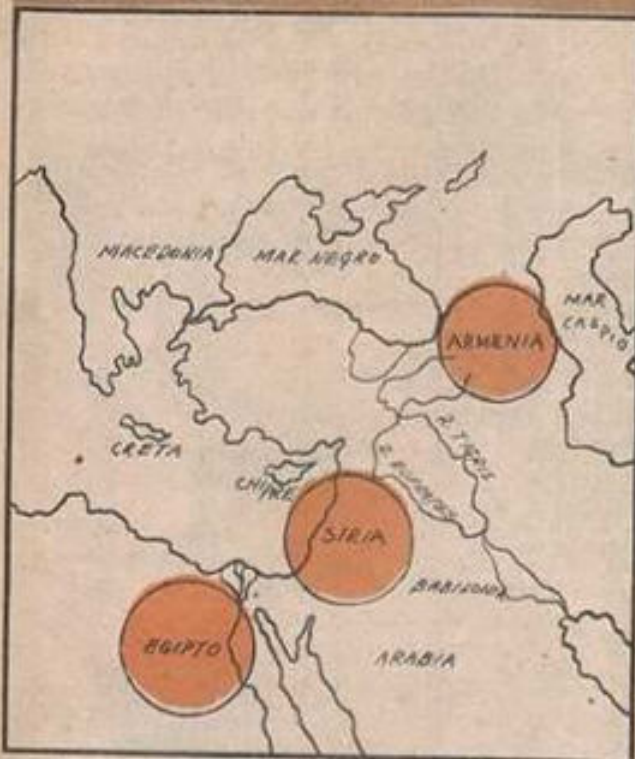 MACEDONIA
MAR NEGRO
MAR
CASPIO
ARMENIA
CRETA
CHIPRE
R. TIGRIS
R. EUFRATES
SIRIA
BABILONIA
EGIPTO
ARABIA